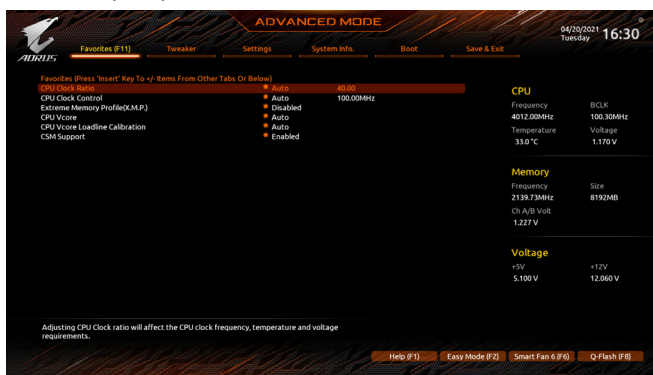 ADVANCED MODE
04/20/2021
Tuesday
16:30
AORUS
Favorites (F11) Tweaker Settings System Info. Boot Save & Exit
Favorites (Press 'Insert' Key To +/- Items From Other Tabs Or Below)
CPU Clock Ratio Auto 40.00
CPU Clock Control Auto 100.00MHz
Extreme Memory Profile(X.M.P.) Disabled
CPU Vcore Auto
CPU Vcore Loadline Calibration Auto
CSM Support Enabled
CPU
Frequency BCLK
4012.00MHz 100.30MHz
Temperature Voltage
33.0 °C 1.170 V
Memory
Frequency Size
2139.73MHz 8192MB
Ch A/B Volt
1.227 V
Voltage
+5V +12V
5.100 V 12.060 V
Adjusting CPU Clock ratio will affect the CPU clock frequency, temperature and voltage
requirements.
Help (F1) Easy Mode (F2) Smart Fan 6 (F6) Q-Flash (F8)